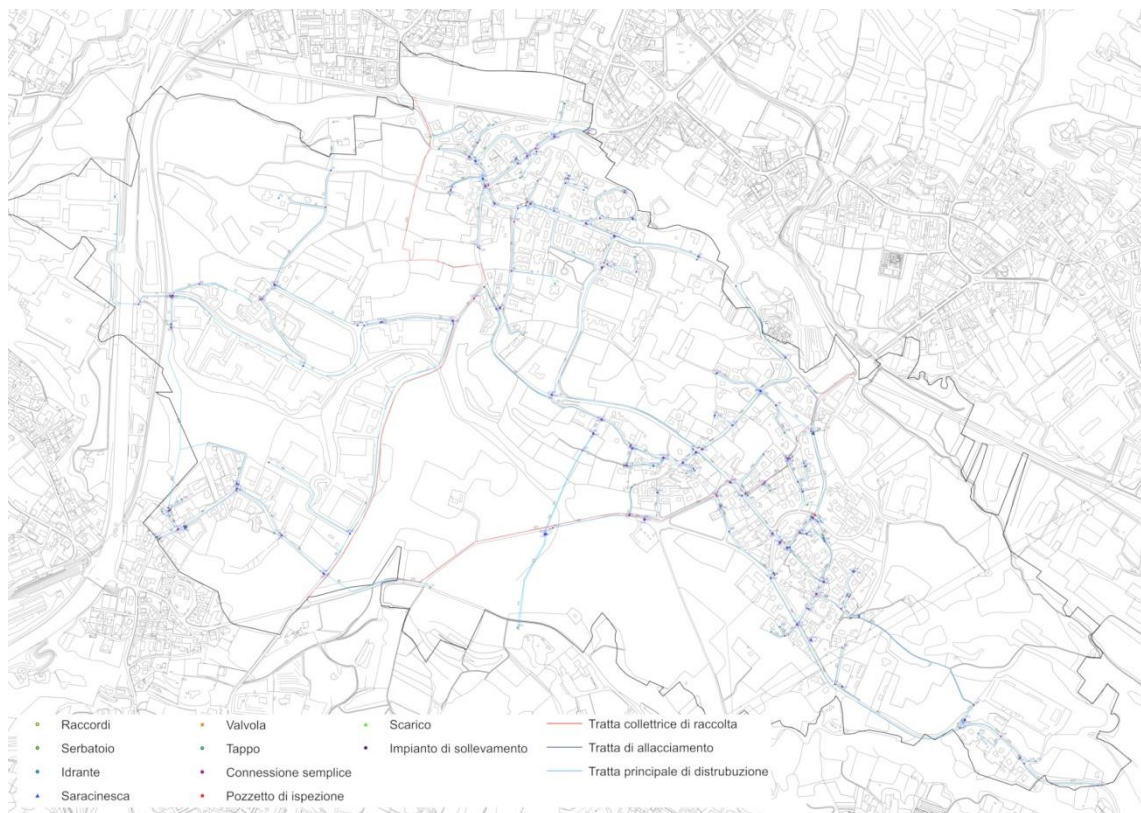 Raccordi
Serbatoio
Idrante
Saracinesca
Valvola
Tappo
Connessione semplice
Pozzetto di ispezione
Scarico
Impianto di sollevamento
Tratta collettrice di raccolta
Tratta di allacciamento
Tratta principale di distrubuzione